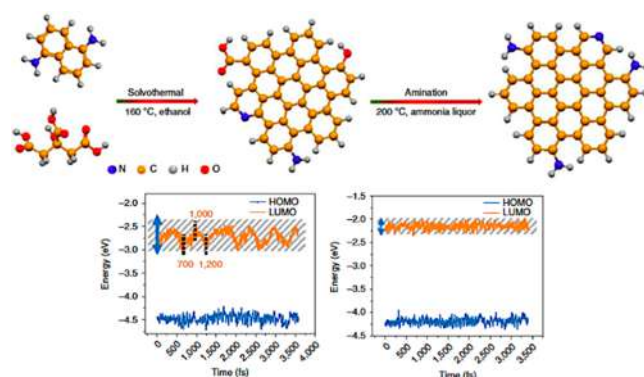 Solvothermal
160 °C, ethanol
Amination
200 °C, ammonia liquor
N C H O
HOMO
LUMO
1,000
700 1,200
Energy (eV)
−2.0
−2.5
−3.0
−3.5
−4.0
−4.5
0 500 1,000 1,500 2,000 2,500 3,000 3,500 4,000
Time (fs)
HOMO
LUMO
Energy (eV)
−1.5
−2.0
−2.5
−3.0
−3.5
−4.0
−4.5
0 500 1,000 1,500 2,000 2,500 3,000 3,500
Time (fs)